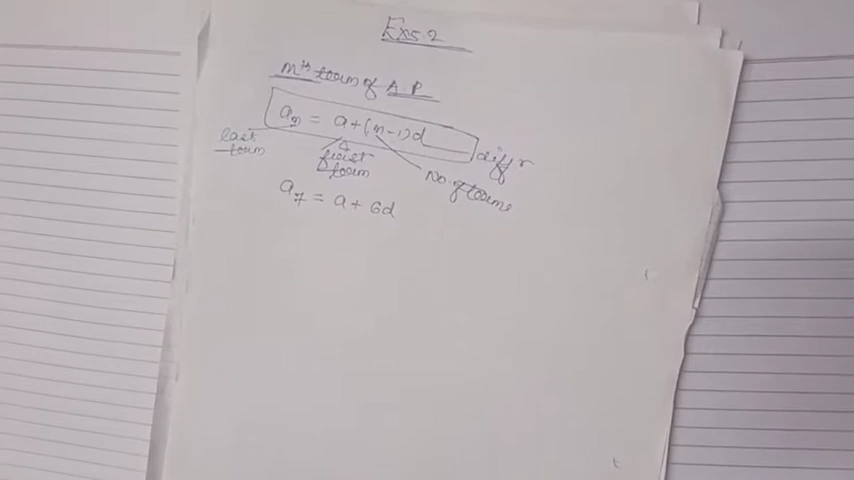 Ex 5.2
nth term of A.P
an = a + (n-1)d
last term
first term
No. of terms
diffr
a7 = a + 6d